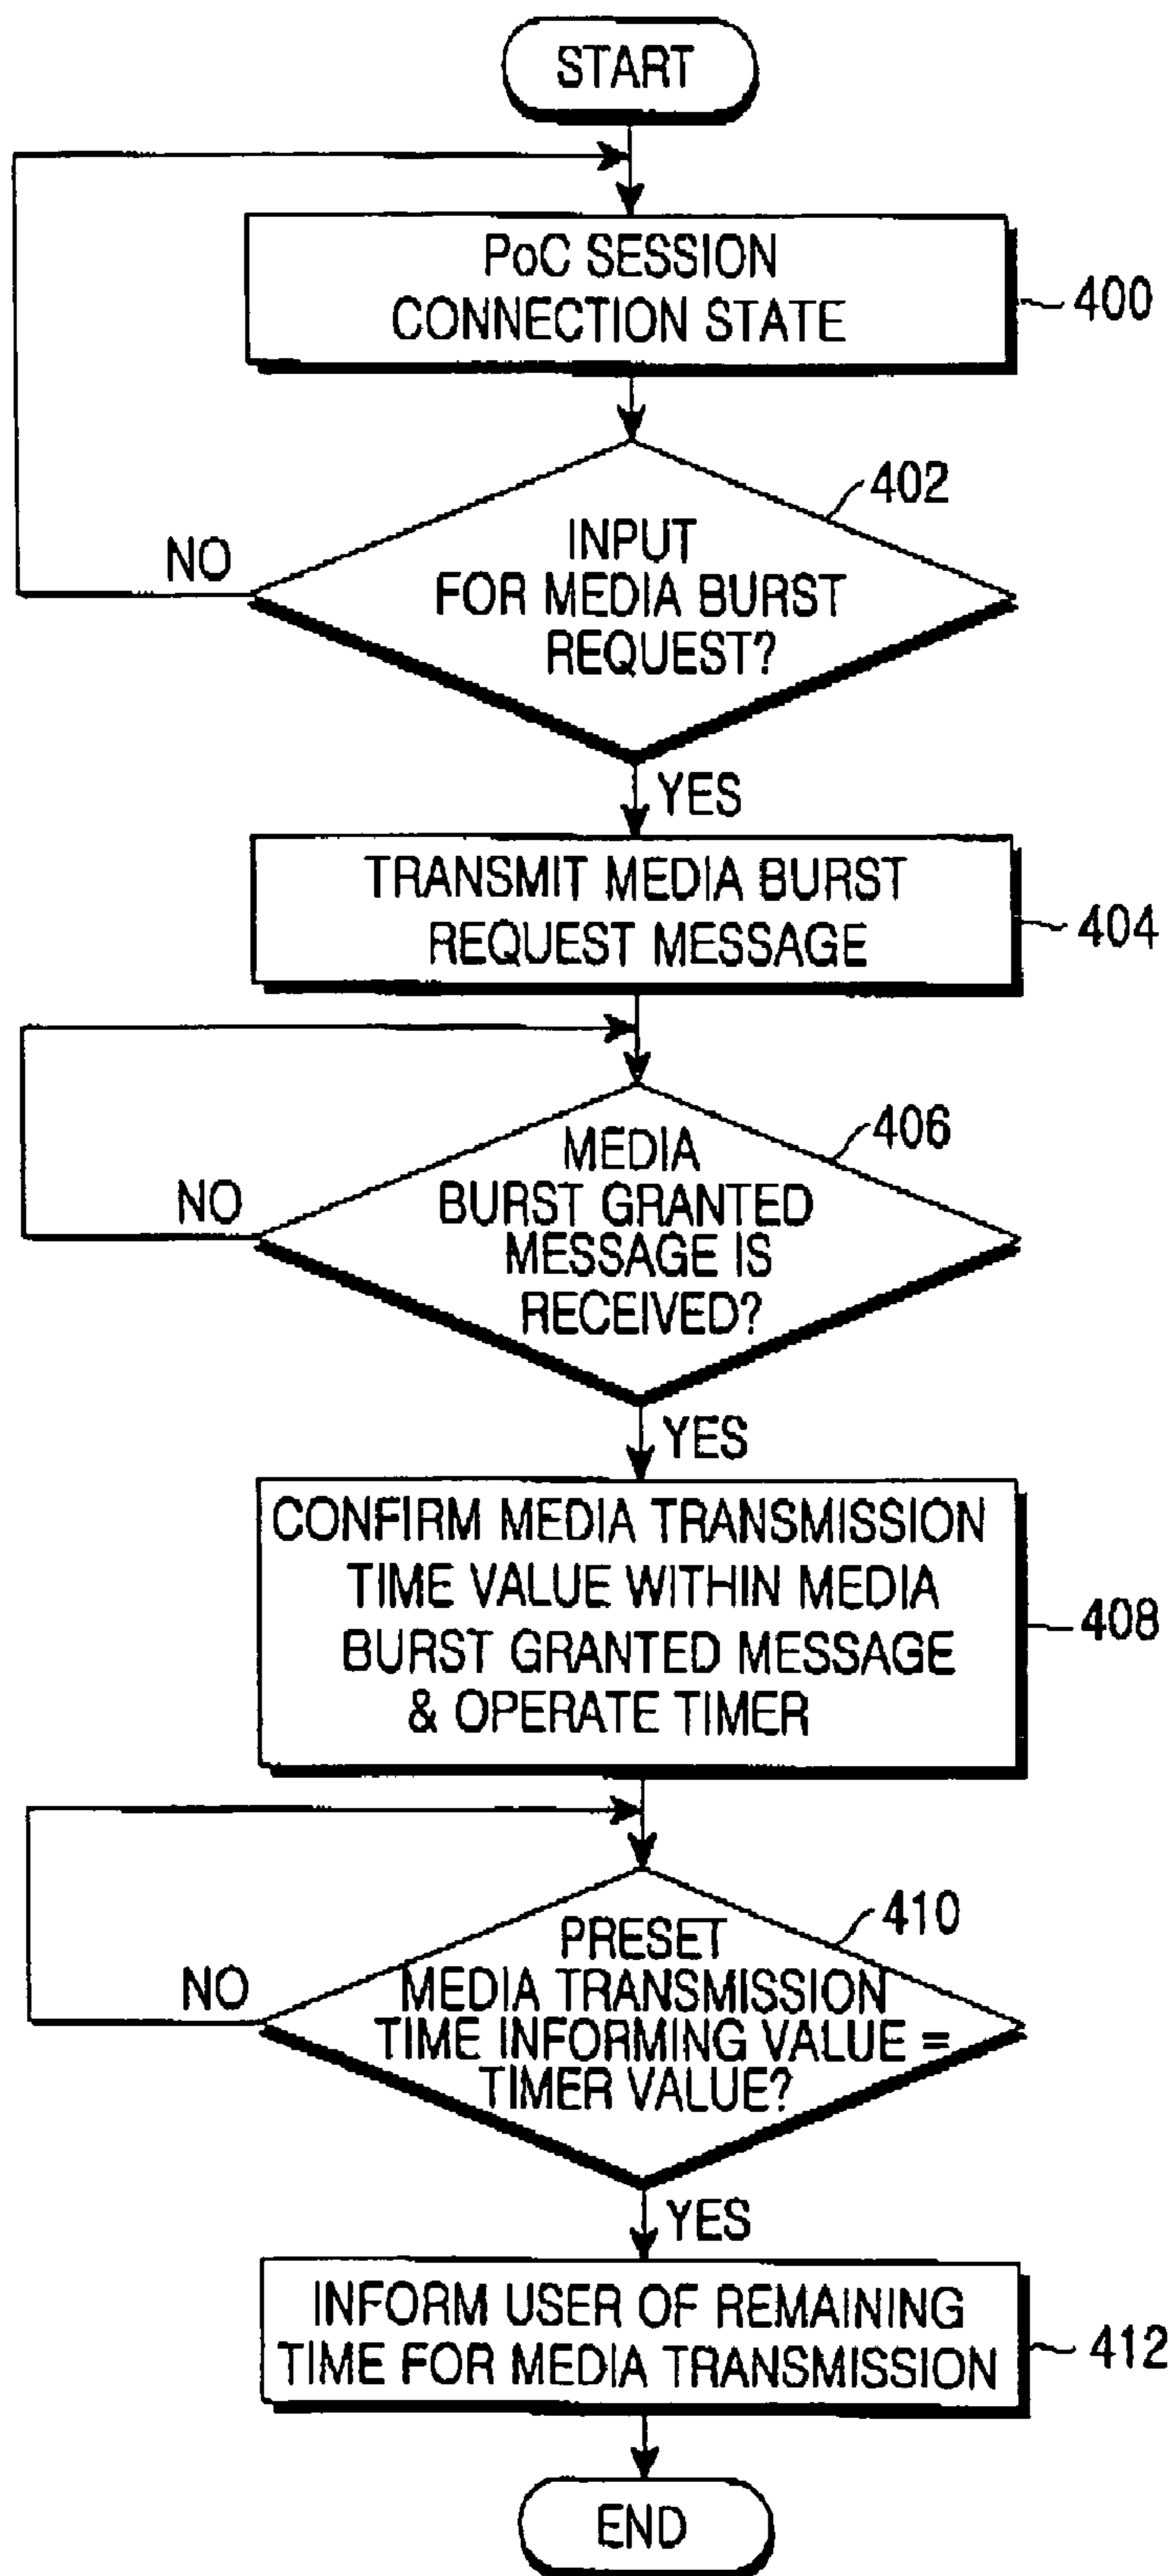 START
PoC SESSION
CONNECTION STATE
400
402
INPUT
FOR MEDIA BURST
REQUEST?
NO
YES
TRANSMIT MEDIA BURST
REQUEST MESSAGE
404
406
MEDIA
BURST GRANTED
MESSAGE IS
RECEIVED?
NO
YES
CONFIRM MEDIA TRANSMISSION
TIME VALUE WITHIN MEDIA
BURST GRANTED MESSAGE
& OPERATE TIMER
408
410
PRESET
MEDIA TRANSMISSION
TIME INFORMING VALUE =
TIMER VALUE?
NO
YES
INFORM USER OF REMAINING
TIME FOR MEDIA TRANSMISSION
412
END